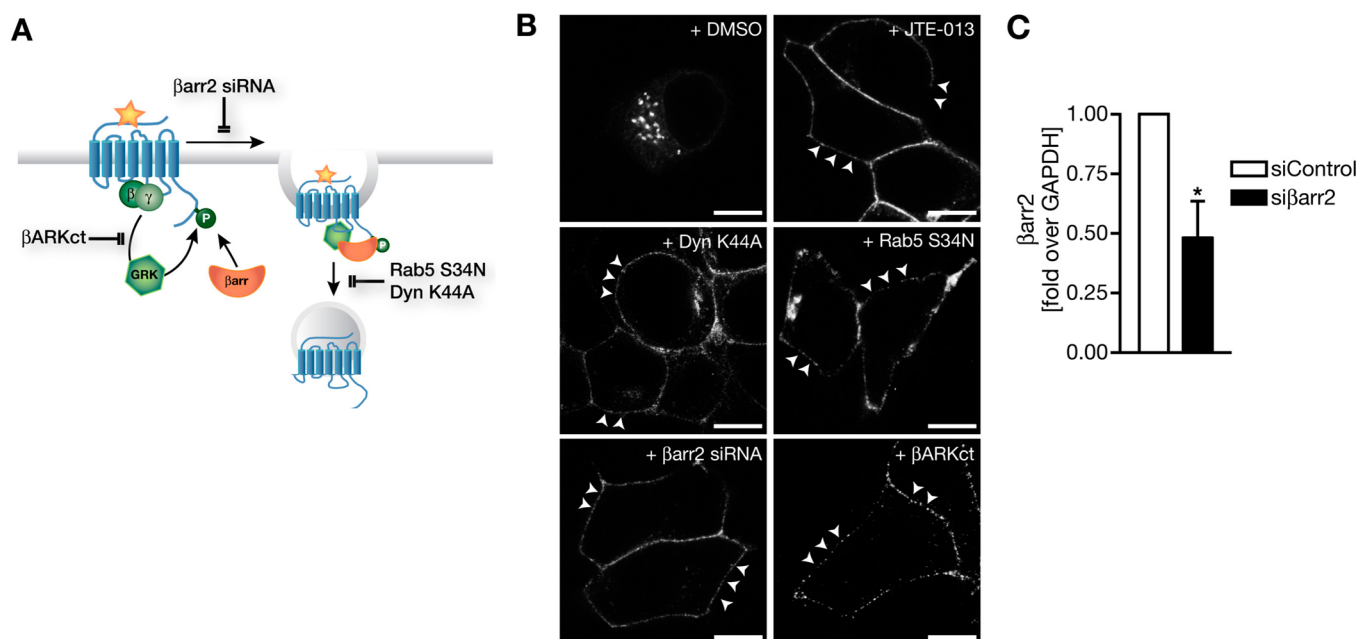 A
βarr2 siRNA
β
γ
P
βARKct
GRK
βarr
P
Rab5 S34N
Dyn K44A
B
+ DMSO
+ JTE-013
+ Dyn K44A
+ Rab5 S34N
+ βarr2 siRNA
+ βARKct
C
βarr2
[fold over GAPDH]
1.00
0.75
0.50
0.25
0.00
*
siControl
siβarr2